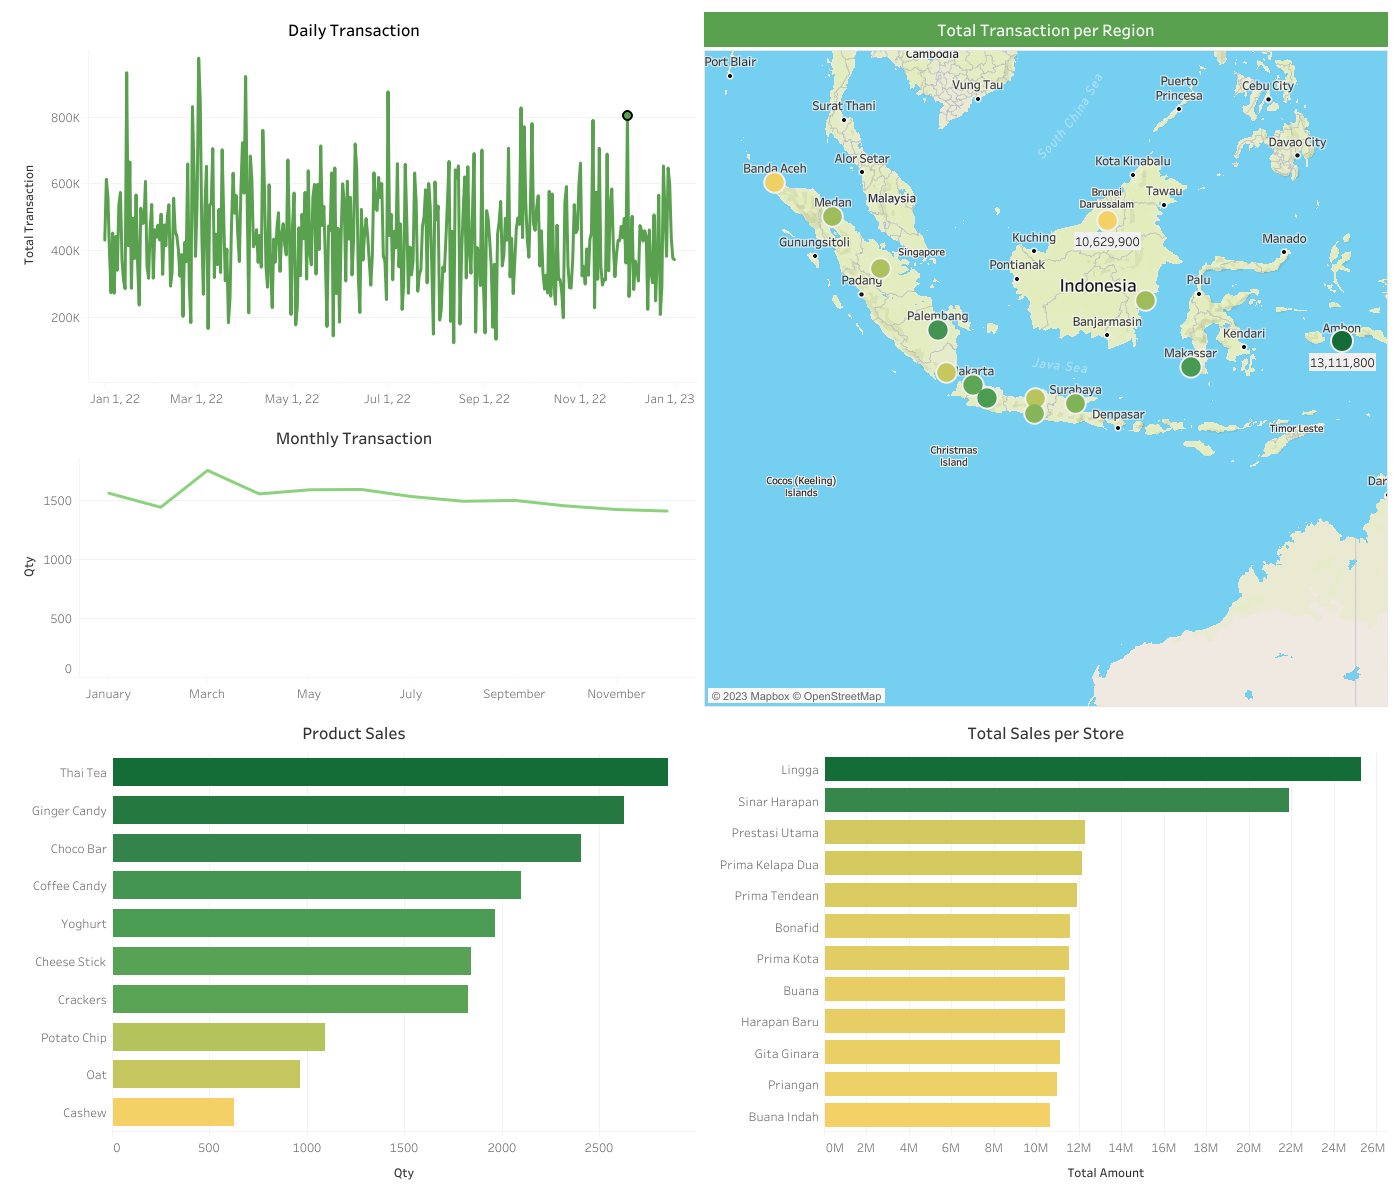 Daily Transaction
Total Transaction
800K
600K
400K
200K
Jan 1, 22
Mar 1, 22
May 1, 22
Jul 1, 22
Sep 1, 22
Nov 1, 22
Jan 1, 23
Monthly Transaction
Qty
1500
1000
500
0
January
March
May
July
September
November
Total Transaction per Region
Cambodia
Port Blair
Vung Tau
Puerto
Princesa
Cebu City
Surat Thani
South China Sea
Davao City
Alor Setar
Kota Kinabalu
Banda Aceh
Malaysia
Brunei
Darussalam
Tawau
Medan
10,629,900
Gunungsitoli
Singapore
Kuching
Manado
Pontianak
Padang
Indonesia
Palu
Palembang
Banjarmasin
Kendari
Ambon
13,111,800
Makassar
Java Sea
Jakarta
Surabaya
Denpasar
Timor Leste
Christmas
Island
Cocos (Keeling)
Islands
Dar
© 2023 Mapbox © OpenStreetMap
Product Sales
Thai Tea
Ginger Candy
Choco Bar
Coffee Candy
Yoghurt
Cheese Stick
Crackers
Potato Chip
Oat
Cashew
0
500
1000
1500
2000
2500
Qty
Total Sales per Store
Lingga
Sinar Harapan
Prestasi Utama
Prima Kelapa Dua
Prima Tendean
Bonafid
Prima Kota
Buana
Harapan Baru
Gita Ginara
Priangan
Buana Indah
0M
2M
4M
6M
8M
10M
12M
14M
16M
18M
20M
22M
24M
26M
Total Amount